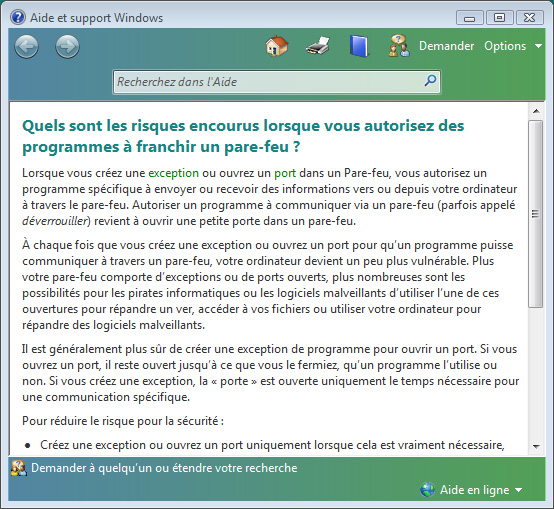 Aide et support Windows
Demander Options
Recherchez dans l'Aide
Quels sont les risques encourus lorsque vous autorisez des
programmes à franchir un pare-feu ?
Lorsque vous créez une exception ou ouvrez un port dans un Pare-feu, vous autorisez un
programme spécifique à envoyer ou recevoir des informations vers ou depuis votre ordinateur
à travers le pare-feu. Autoriser un programme à communiquer via un pare-feu (parfois appelé
déverrouiller) revient à ouvrir une petite porte dans un pare-feu.
À chaque fois que vous créez une exception ou ouvrez un port pour qu’un programme puisse
communiquer à travers un pare-feu, votre ordinateur devient un peu plus vulnérable. Plus
votre pare-feu comporte d’exceptions ou de ports ouverts, plus nombreuses sont les
possibilités pour les pirates informatiques ou les logiciels malveillants d’utiliser l’une de ces
ouvertures pour répandre un ver, accéder à vos fichiers ou utiliser votre ordinateur pour
répandre des logiciels malveillants.
Il est généralement plus sûr de créer une exception de programme pour ouvrir un port. Si vous
ouvrez un port, il reste ouvert jusqu’à ce que vous le fermiez, qu’un programme l’utilise ou
non. Si vous créez une exception, la « porte » est ouverte uniquement le temps nécessaire pour
une communication spécifique.
Pour réduire le risque pour la sécurité :
• Créez une exception ou ouvrez un port uniquement lorsque cela est vraiment nécessaire,
Demander à quelqu'un ou étendre votre recherche
Aide en ligne